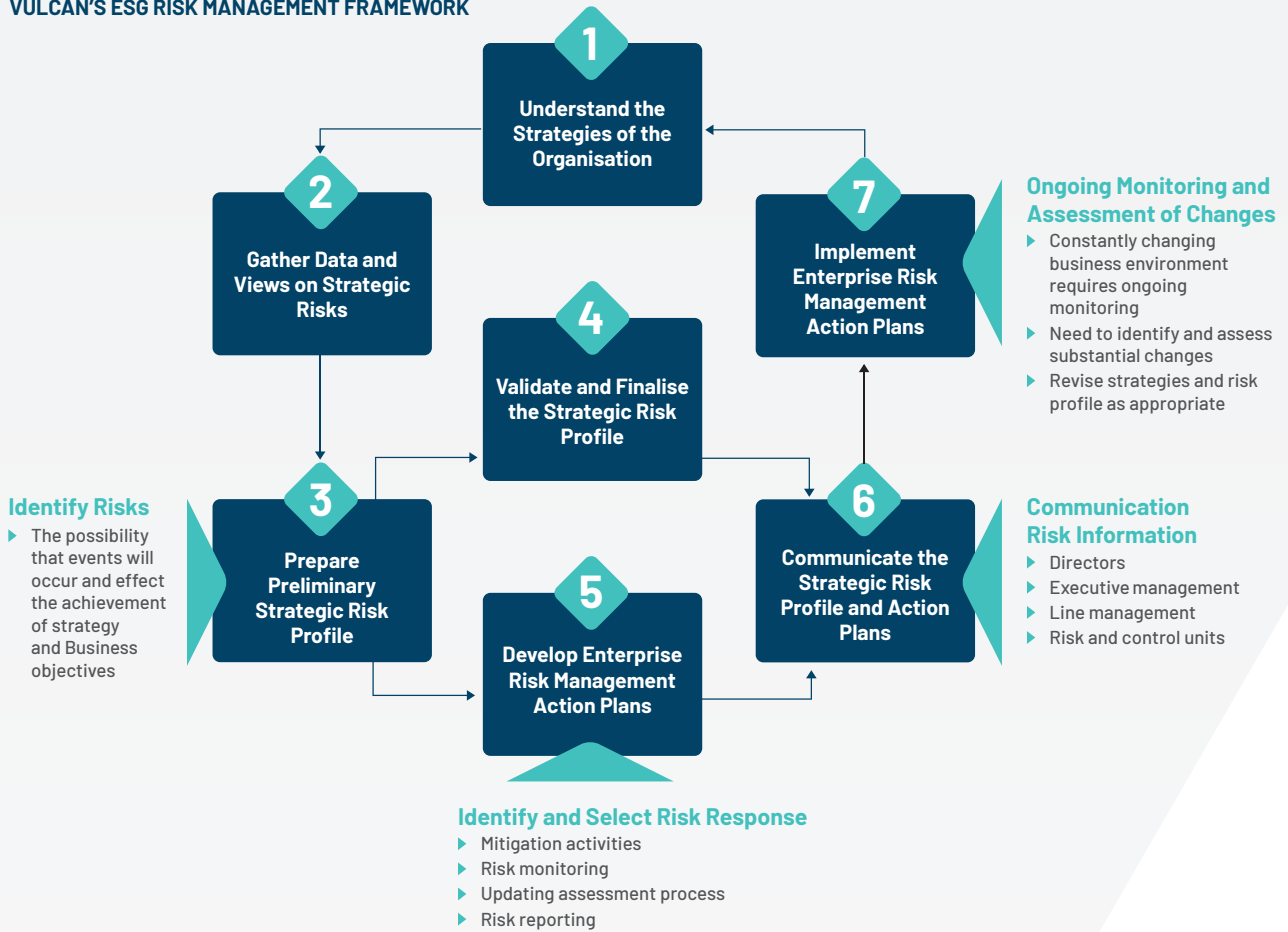 VULCAN'S ESG RISK MANAGEMENT FRAMEWORK
1
Understand the
Strategies of the
Organisation
2
Gather Data and
Views on Strategic
Risks
3
Prepare
Preliminary
Strategic Risk
Profile
Identify Risks
The possibility
that events will
occur and effect
the achievement
of strategy
and Business
objectives
4
Validate and Finalise
the Strategic Risk
Profile
5
Develop Enterprise
Risk Management
Action Plans
Identify and Select Risk Response
Mitigation activities
Risk monitoring
Updating assessment process
Risk reporting
6
Communicate the
Strategic Risk
Profile and Action
Plans
Communication
Risk Information
Directors
Executive management
Line management
Risk and control units
7
Implement
Enterprise Risk
Management
Action Plans
Ongoing Monitoring and
Assessment of Changes
Constantly changing
business environment
requires ongoing
monitoring
Need to identify and assess
substantial changes
Revise strategies and risk
profile as appropriate